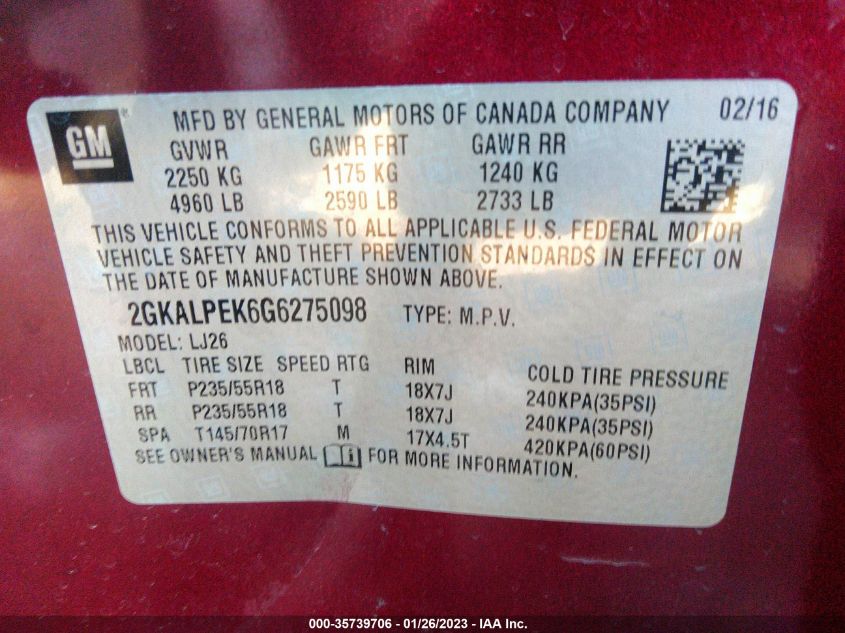 GM ® MFD BY GENERAL MOTORS OF CANADA COMPANY 02/16
GVWR GAWR FRT GAWR RR
2250 KG 1175 KG 1240 KG
4960 LB 2590 LB 2733 LB
THIS VEHICLE CONFORMS TO ALL APPLICABLE U.S. FEDERAL MOTOR
VEHICLE SAFETY AND THEFT PREVENTION STANDARDS IN EFFECT ON
THE DATE OF MANUFACTURE SHOWN ABOVE.
2GKALPEK6G6275098 TYPE: M.P.V.
MODEL: LJ26
LBCL TIRE SIZE SPEED RTG RIM COLD TIRE PRESSURE
FRT P235/55R18 T 18X7J 240KPA(35PSI)
RR P235/55R18 T 18X7J 240KPA(35PSI)
SPA T145/70R17 M 17X4.5T 420KPA(60PSI)
SEE OWNER'S MANUAL FOR MORE INFORMATION.
000-35739706 - 01/26/2023 - IAA Inc.